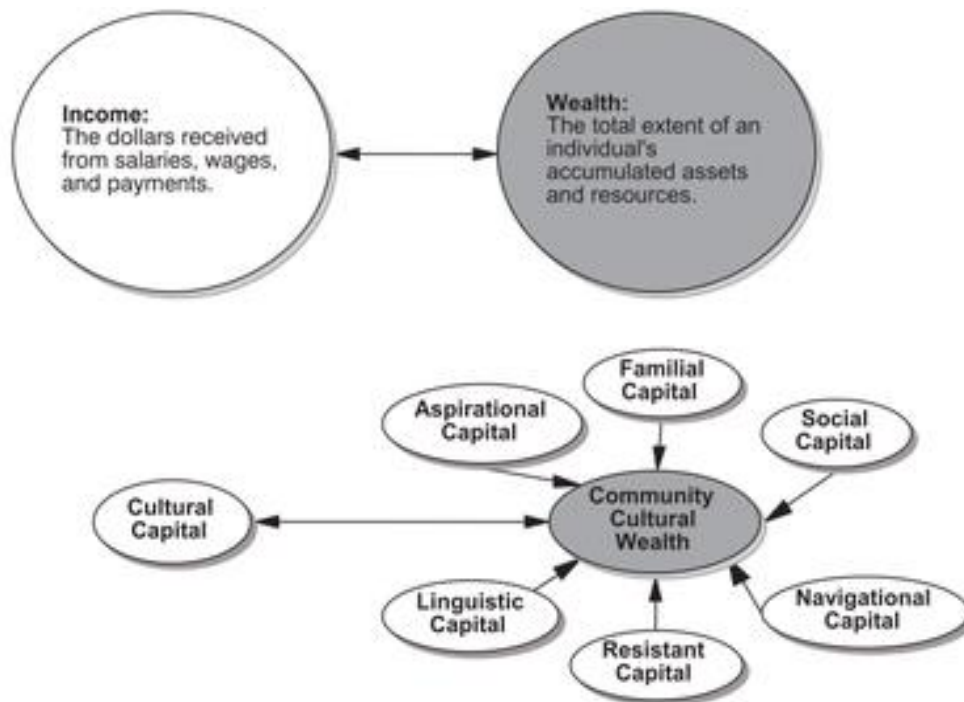 Income:
The dollars received
from salaries, wages,
and payments.
Wealth:
The total extent of an
individual's
accumulated assets
and resources.
Familial
Capital
Aspirational
Capital
Social
Capital
Cultural
Capital
Community
Cultural
Wealth
Linguistic
Capital
Navigational
Capital
Resistant
Capital